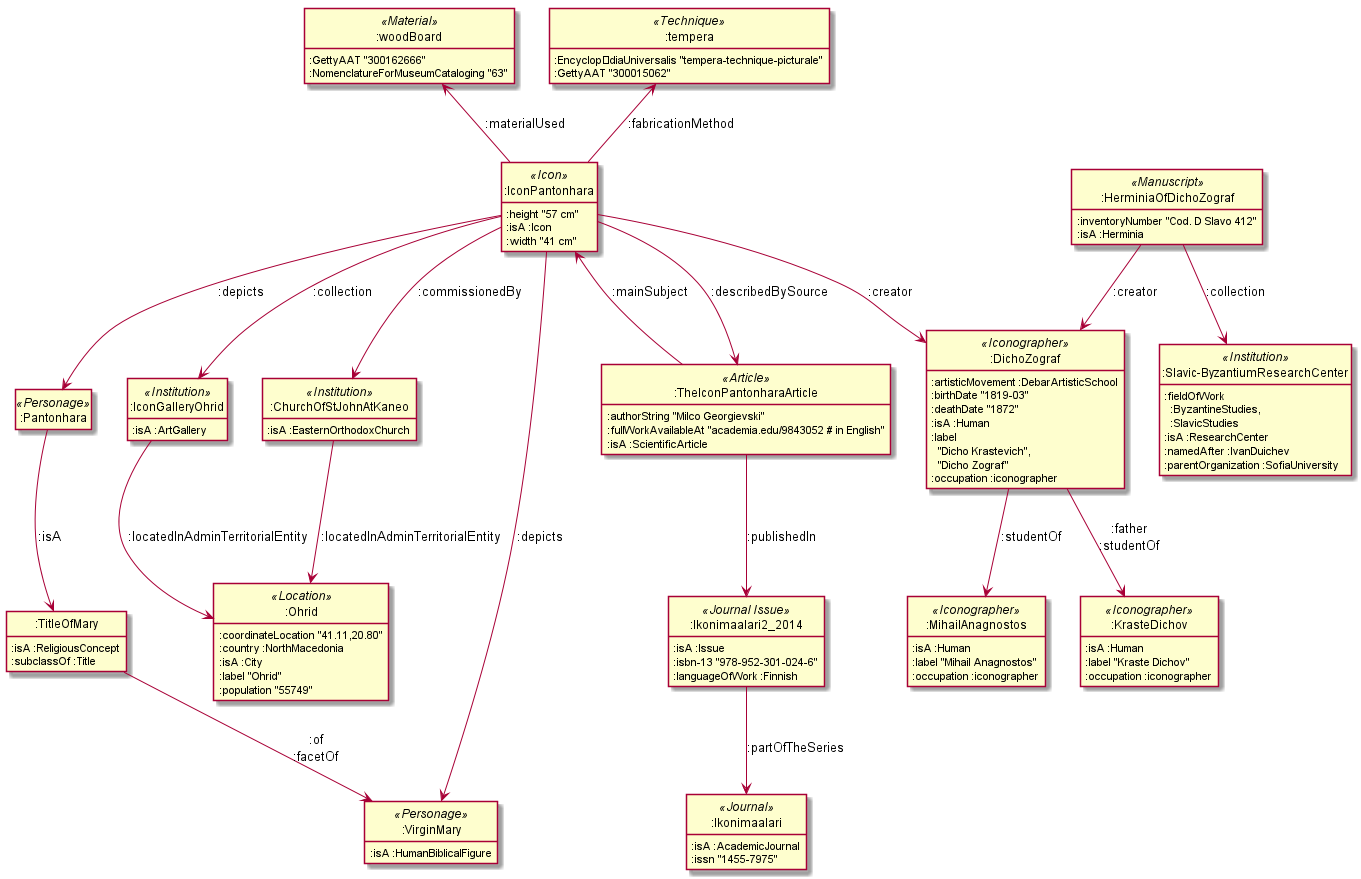 «Material»
:woodBoard
:GettyAAT "300162666"
:NomenclatureForMuseumCataloging "63"
«Technique»
:tempera
:Encyclop▯diaUniversalis "tempera-technique-picturale"
:GettyAAT "300015062"
:materialUsed
:fabricationMethod
«Icon»
:IconPantonhara
:height "57 cm"
:isA :Icon
:width "41 cm"
«Manuscript»
:HerminiaOfDichoZograf
:inventoryNumber "Cod. D Slavo 412"
:isA :Herminia
:depicts
:collection
:commissionedBy
:mainSubject
:describedBySource
:creator
:creator
:collection
«Personage»
:Pantonhara
«Institution»
:IconGalleryOhrid
:isA :ArtGallery
«Institution»
:ChurchOfStJohnAtKaneo
:isA :EasternOrthodoxChurch
«Article»
:TheIconPantonharaArticle
:authorString "Milco Georgievski"
:fullWorkAvailableAt "academia.edu/9843052 # in English"
:isA :ScientificArticle
«Iconographer»
:DichoZograf
:artisticMovement :DebarArtisticSchool
:birthDate "1819-03"
:deathDate "1872"
:isA :Human
:label
"Dicho Krastevich",
"Dicho Zograf"
:occupation :iconographer
«Institution»
:Slavic-ByzantiumResearchCenter
:fieldOfWork
:ByzantineStudies,
:SlavicStudies
:isA :ResearchCenter
:namedAfter :IvanDuichev
:parentOrganization :SofiaUniversity
:isA
:locatedInAdminTerritorialEntity
:locatedInAdminTerritorialEntity
:depicts
:publishedIn
:studentOf
:father
:studentOf
:TitleOfMary
:isA :ReligiousConcept
:subclassOf :Title
«Location»
:Ohrid
:coordinateLocation "41.11,20.80"
:country :NorthMacedonia
:isA :City
:label "Ohrid"
:population "55749"
«Journal Issue»
:Ikonimaalari2_2014
:isA :Issue
:isbn-13 "978-952-301-024-6"
:languageOfWork :Finnish
«Iconographer»
:MihailAnagnostos
:isA :Human
:label "Mihail Anagnostos"
:occupation :iconographer
«Iconographer»
:KrasteDichov
:isA :Human
:label "Kraste Dichov"
:occupation :iconographer
:of
:facetOf
:partOfTheSeries
«Personage»
:VirginMary
:isA :HumanBiblicalFigure
«Journal»
:Ikonimaalari
:isA :AcademicJournal
:issn "1455-7975"